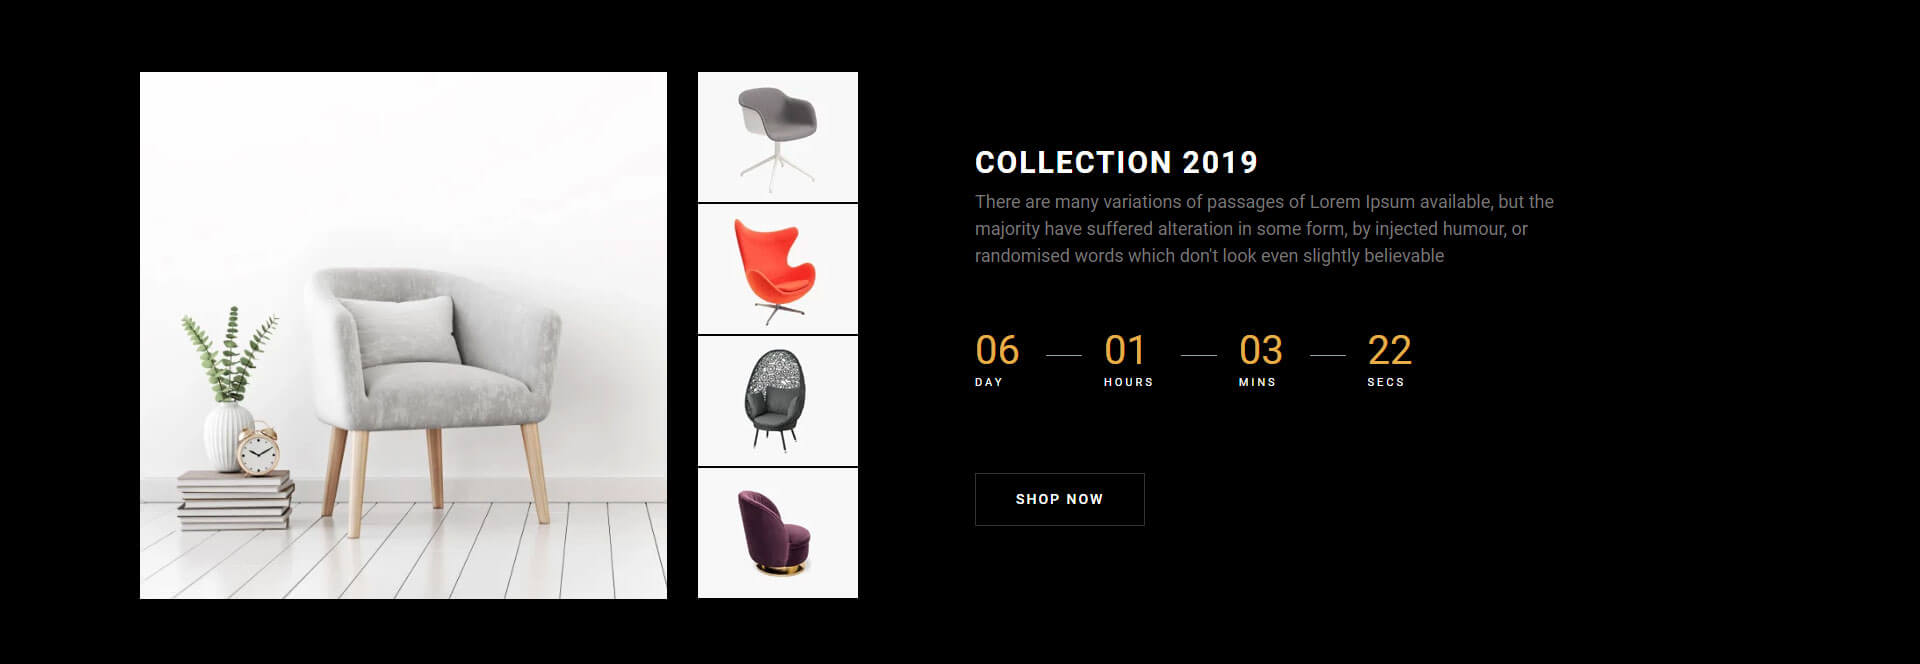 COLLECTION 2019
There are many variations of passages of Lorem Ipsum available, but the
majority have suffered alteration in some form, by injected humour, or
randomised words which don't look even slightly believable
06 01 03 22
DAY HOURS MINS SECS
SHOP NOW